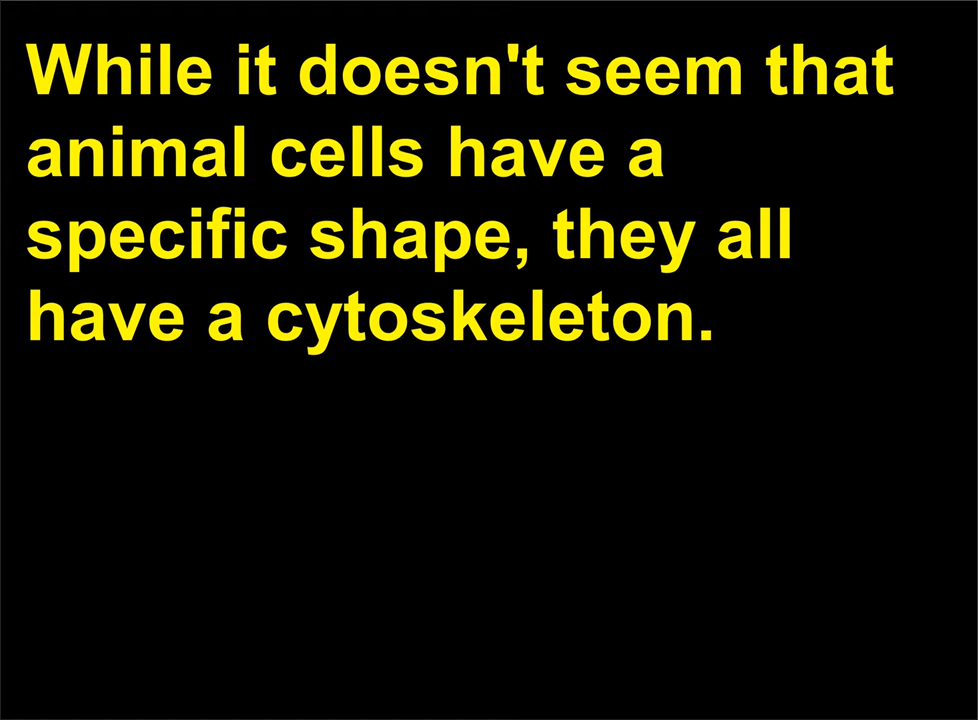 While it doesn't seem that
animal cells have a
specific shape, they all
have a cytoskeleton.